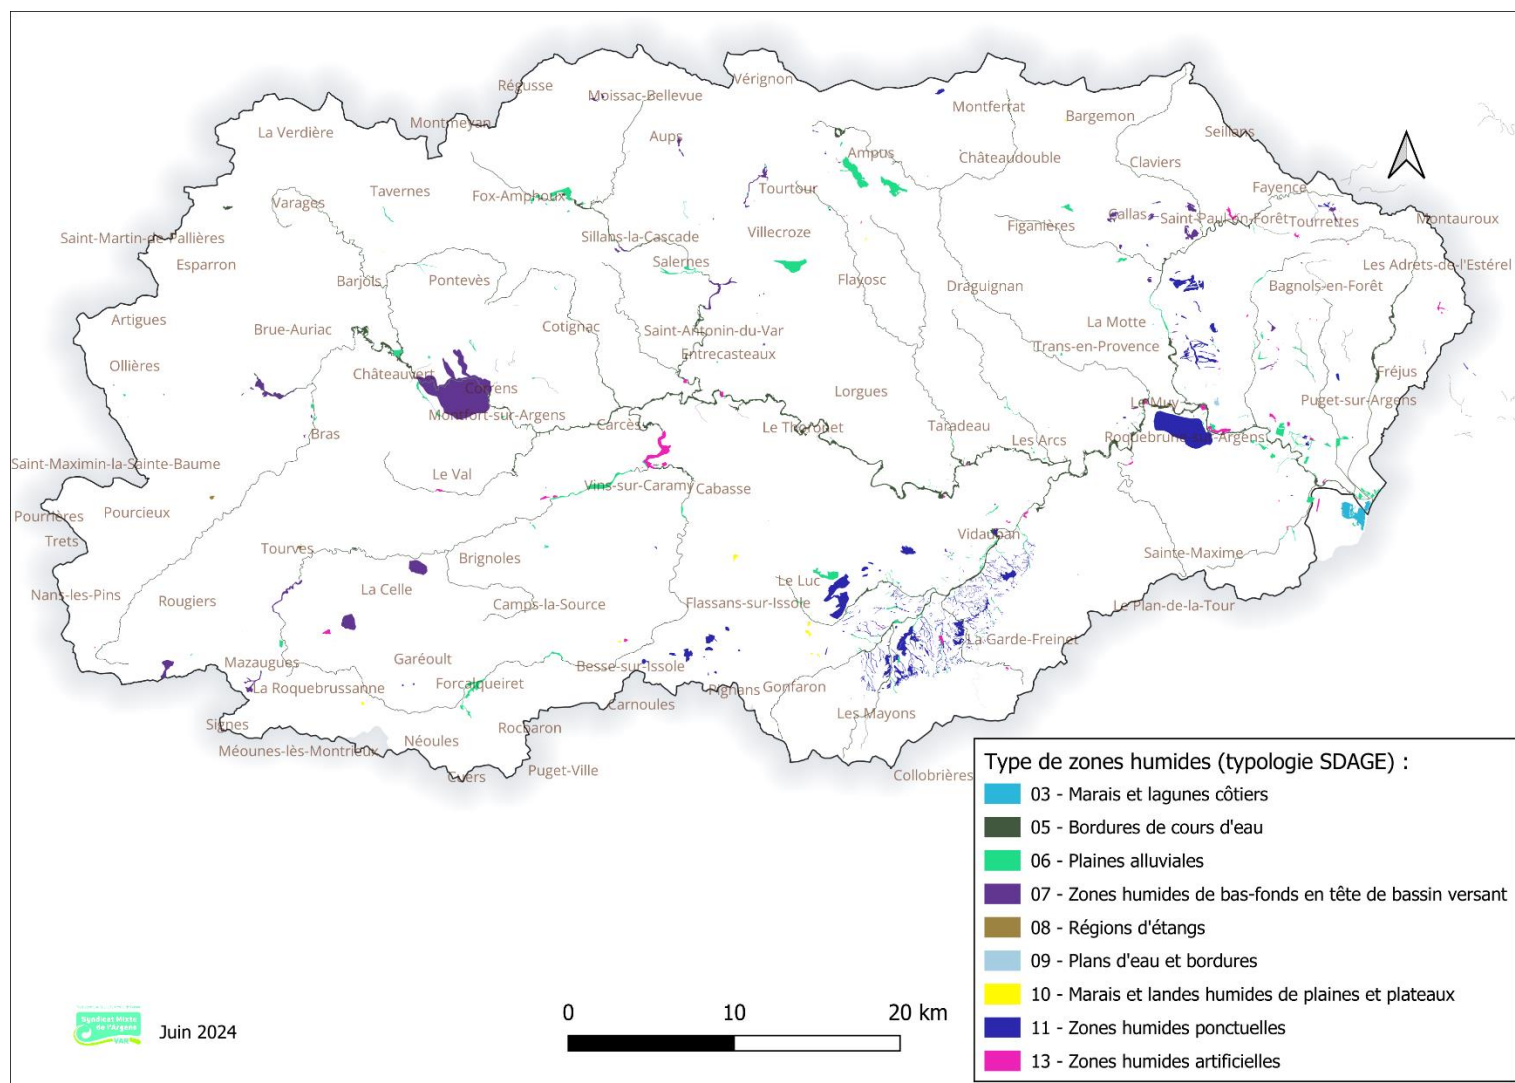 Vérignon
Régusse
Moissac-Bellevue
Montferrat
Bargemon
Montmeyan
La Verdière
Aups
Seillans
Ampus
Châteaudouble
Claviers
Tavernes
Fox-Amphoux
Tourtour
Fayence
Varages
Callas
Saint-Paul-en-Forêt
Tourrettes
Montauroux
Figanières
Saint-Martin-de-Pallières
Sillans-la-Cascade
Villecroze
Esparron
Salernes
Les Adrets-de-l'Estérel
Barjols
Pontevès
Flayosc
Draguignan
Bagnols-en-Forêt
Artigues
Brue-Auriac
Cotignac
Saint-Antonin-du-Var
La Motte
Entrecasteaux
Trans-en-Provence
Ollières
Châteauvert
Correns
Lorgues
Fréjus
Montfort-sur-Argens
Le Muy
Puget-sur-Argens
Carcès
Le Thoronet
Taradeau
Bras
Les Arcs
Roquebrune-sur-Argens
Saint-Maximin-la-Sainte-Baume
Le Val
Vins-sur-Caramy
Cabasse
Pourrières
Pourcieux
Trets
Tourves
Vidauban
Brignoles
Sainte-Maxime
Nans-les-Pins
Rougiers
La Celle
Le Luc
Camps-la-Source
Flassans-sur-Issole
Le Plan-de-la-Tour
La Garde-Freinet
Mazaugues
Garéoult
Besse-sur-Issole
La Roquebrussanne
Forcalqueiret
Pignans
Gonfaron
Carnoules
Les Mayons
Signes
Rocbaron
Néoules
Méounes-lès-Montrieux
Cuers
Puget-Ville
Collobrières
Type de zones humides (typologie SDAGE) :
03 - Marais et lagunes côtiers
05 - Bordures de cours d'eau
06 - Plaines alluviales
07 - Zones humides de bas-fonds en tête de bassin versant
08 - Régions d'étangs
09 - Plans d'eau et bordures
10 - Marais et landes humides de plaines et plateaux
11 - Zones humides ponctuelles
13 - Zones humides artificielles
0 10 20 km
Syndicat Mixte
de l'Argens
VAR
Juin 2024